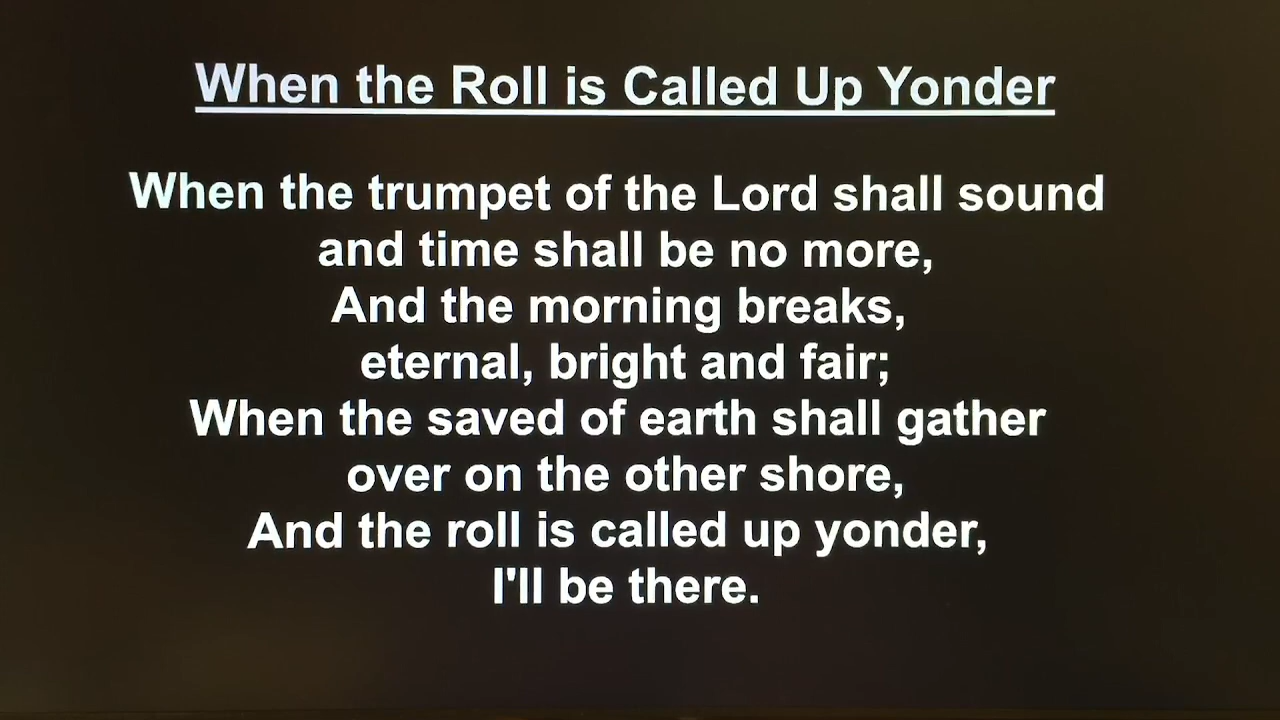 When the Roll is Called Up Yonder
When the trumpet of the Lord shall sound
and time shall be no more,
And the morning breaks,
eternal, bright and fair;
When the saved of earth shall gather
over on the other shore,
And the roll is called up yonder,
I'll be there.